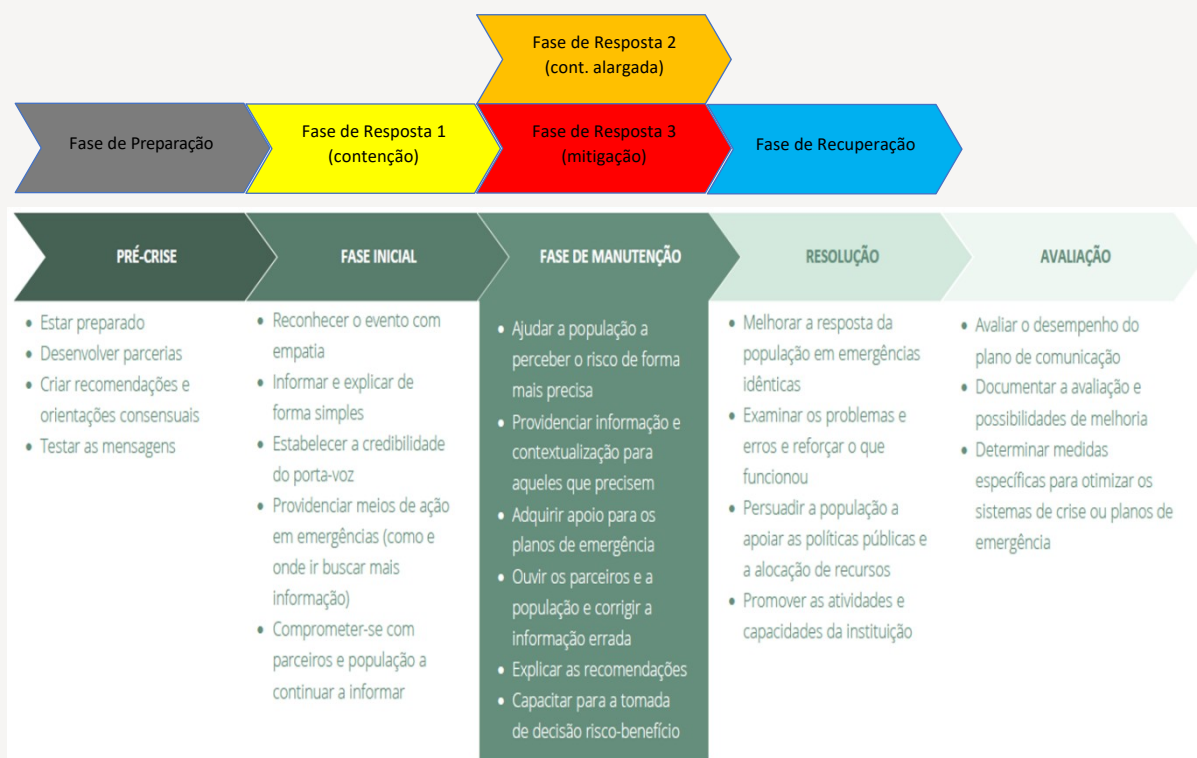 Fase de Resposta 2
(cont. alargada)
Fase de Preparação
Fase de Resposta 1
(contenção)
Fase de Resposta 3
(mitigação)
Fase de Recuperação
PRÉ-CRISE
FASE INICIAL
FASE DE MANUTENÇÃO
RESOLUÇÃO
AVALIAÇÃO
• Estar preparado
• Desenvolver parcerias
• Criar recomendações e
orientações consensuais
• Testar as mensagens
• Reconhecer o evento com
empatia
• Informar e explicar de
forma simples
• Estabelecer a credibilidade
do porta-voz
• Providenciar meios de ação
em emergências (como e
onde ir buscar mais
informação)
• Comprometer-se com
parceiros e população a
continuar a informar
• Ajudar a população a
perceber o risco de forma
mais precisa
• Providenciar informação e
contextualização para
aqueles que precisem
• Adquirir apoio para os
planos de emergência
• Ouvir os parceiros e a
população e corrigir a
informação errada
• Explicar as recomendações
• Capacitar para a tomada
de decisão risco-benefício
• Melhorar a resposta da
população em emergências
idênticas
• Examinar os problemas e
erros e reforçar o que
funcionou
• Persuadir a população a
apoiar as políticas públicas e
a alocação de recursos
• Promover as atividades e
capacidades da instituição
• Avaliar o desempenho do
plano de comunicação
• Documentar a avaliação e
possibilidades de melhoria
• Determinar medidas
específicas para otimizar os
sistemas de crise ou planos de
emergência